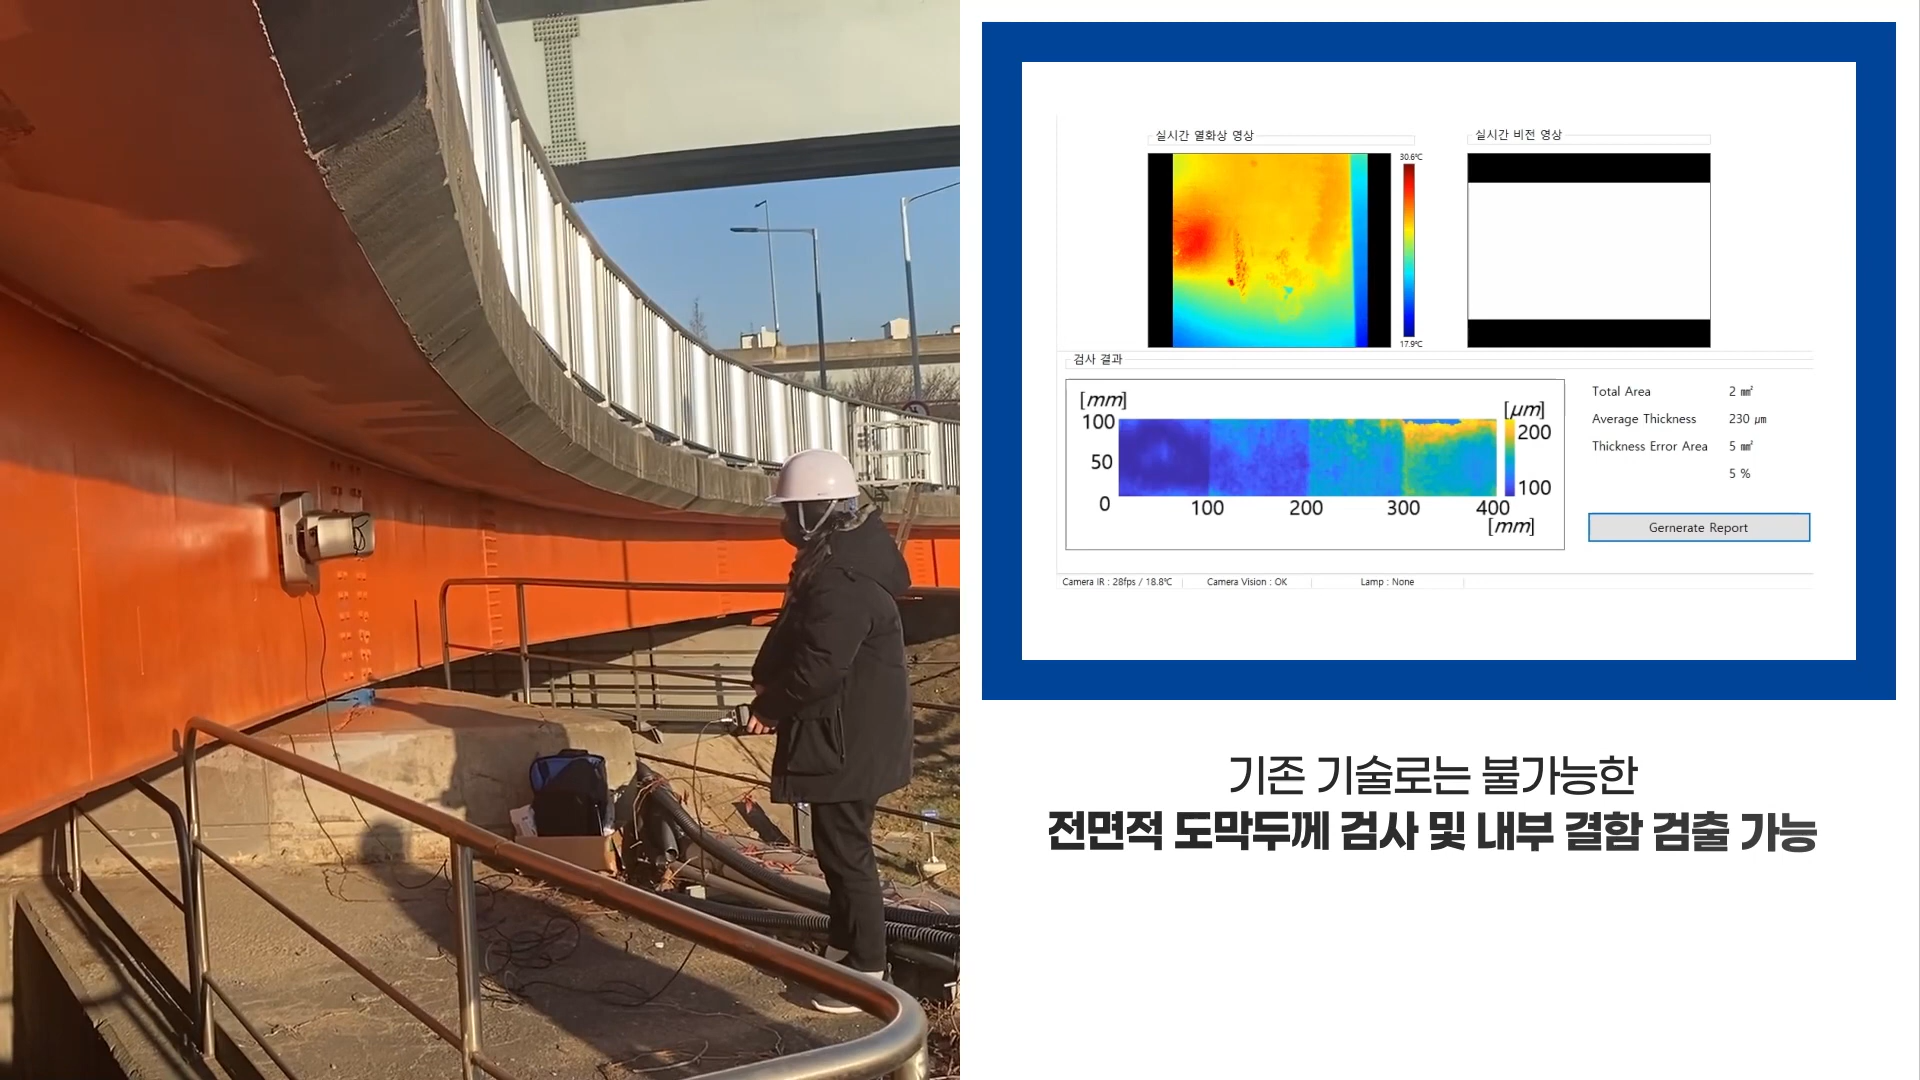 실시간 열화상 영상
실시간 비전 영상
30.6℃
17.9℃
검사 결과
[mm]
100
50
0
100
200
300
400
[mm]
[μm]
200
100
Total Area 2 ㎟
Average Thickness 230 μm
Thickness Error Area 5 ㎟
5 %
Gernerate Report
Camera IR : 28fps / 18.8℃
Camera Vision : OK
Lamp : None
기존 기술로는 불가능한
전면적 도막두께 검사 및 내부 결함 검출 가능